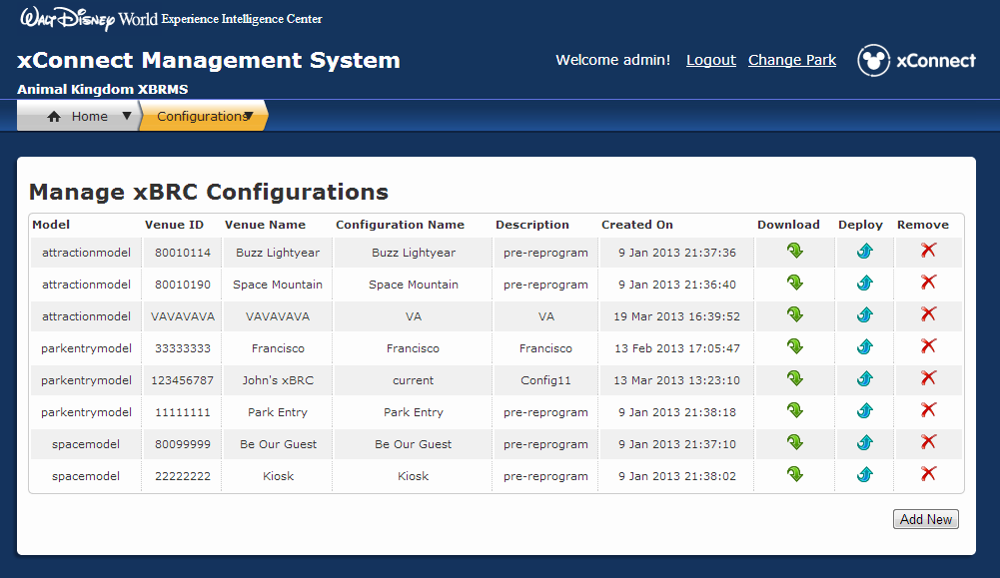 Walt Disney World Experience Intelligence Center
xConnect Management System
Welcome admin! Logout Change Park xConnect
Animal Kingdom XBRMS
Home Configurations
Manage xBRC Configurations
Model Venue ID Venue Name Configuration Name Description Created On Download Deploy Remove
attractionmodel 80010114 Buzz Lightyear Buzz Lightyear pre-reprogram 9 Jan 2013 21:37:36
attractionmodel 80010190 Space Mountain Space Mountain pre-reprogram 9 Jan 2013 21:36:40
attractionmodel VAVAVAVA VAVAVAVA VA VA 19 Mar 2013 16:39:52
parkentrymodel 33333333 Francisco Francisco Francisco 13 Feb 2013 17:05:47
parkentrymodel 123456787 John's xBRC current Config11 13 Mar 2013 13:23:10
parkentrymodel 11111111 Park Entry Park Entry pre-reprogram 9 Jan 2013 21:38:18
spacemodel 80099999 Be Our Guest Be Our Guest pre-reprogram 9 Jan 2013 21:37:10
spacemodel 22222222 Kiosk Kiosk pre-reprogram 9 Jan 2013 21:38:02
Add New